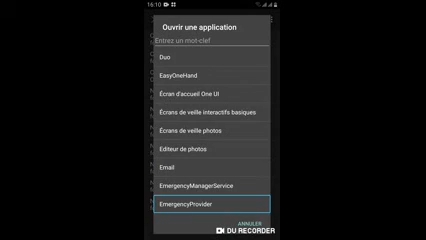 16:10
Ouvrir une application
Entrez un mot-clef
Duo
EasyOneHand
Écran d'accueil One UI
Écrans de veille interactifs basiques
Écrans de veille photos
Editeur de photos
Email
EmergencyManagerService
EmergencyProvider
ANNULER
DU RECORDER